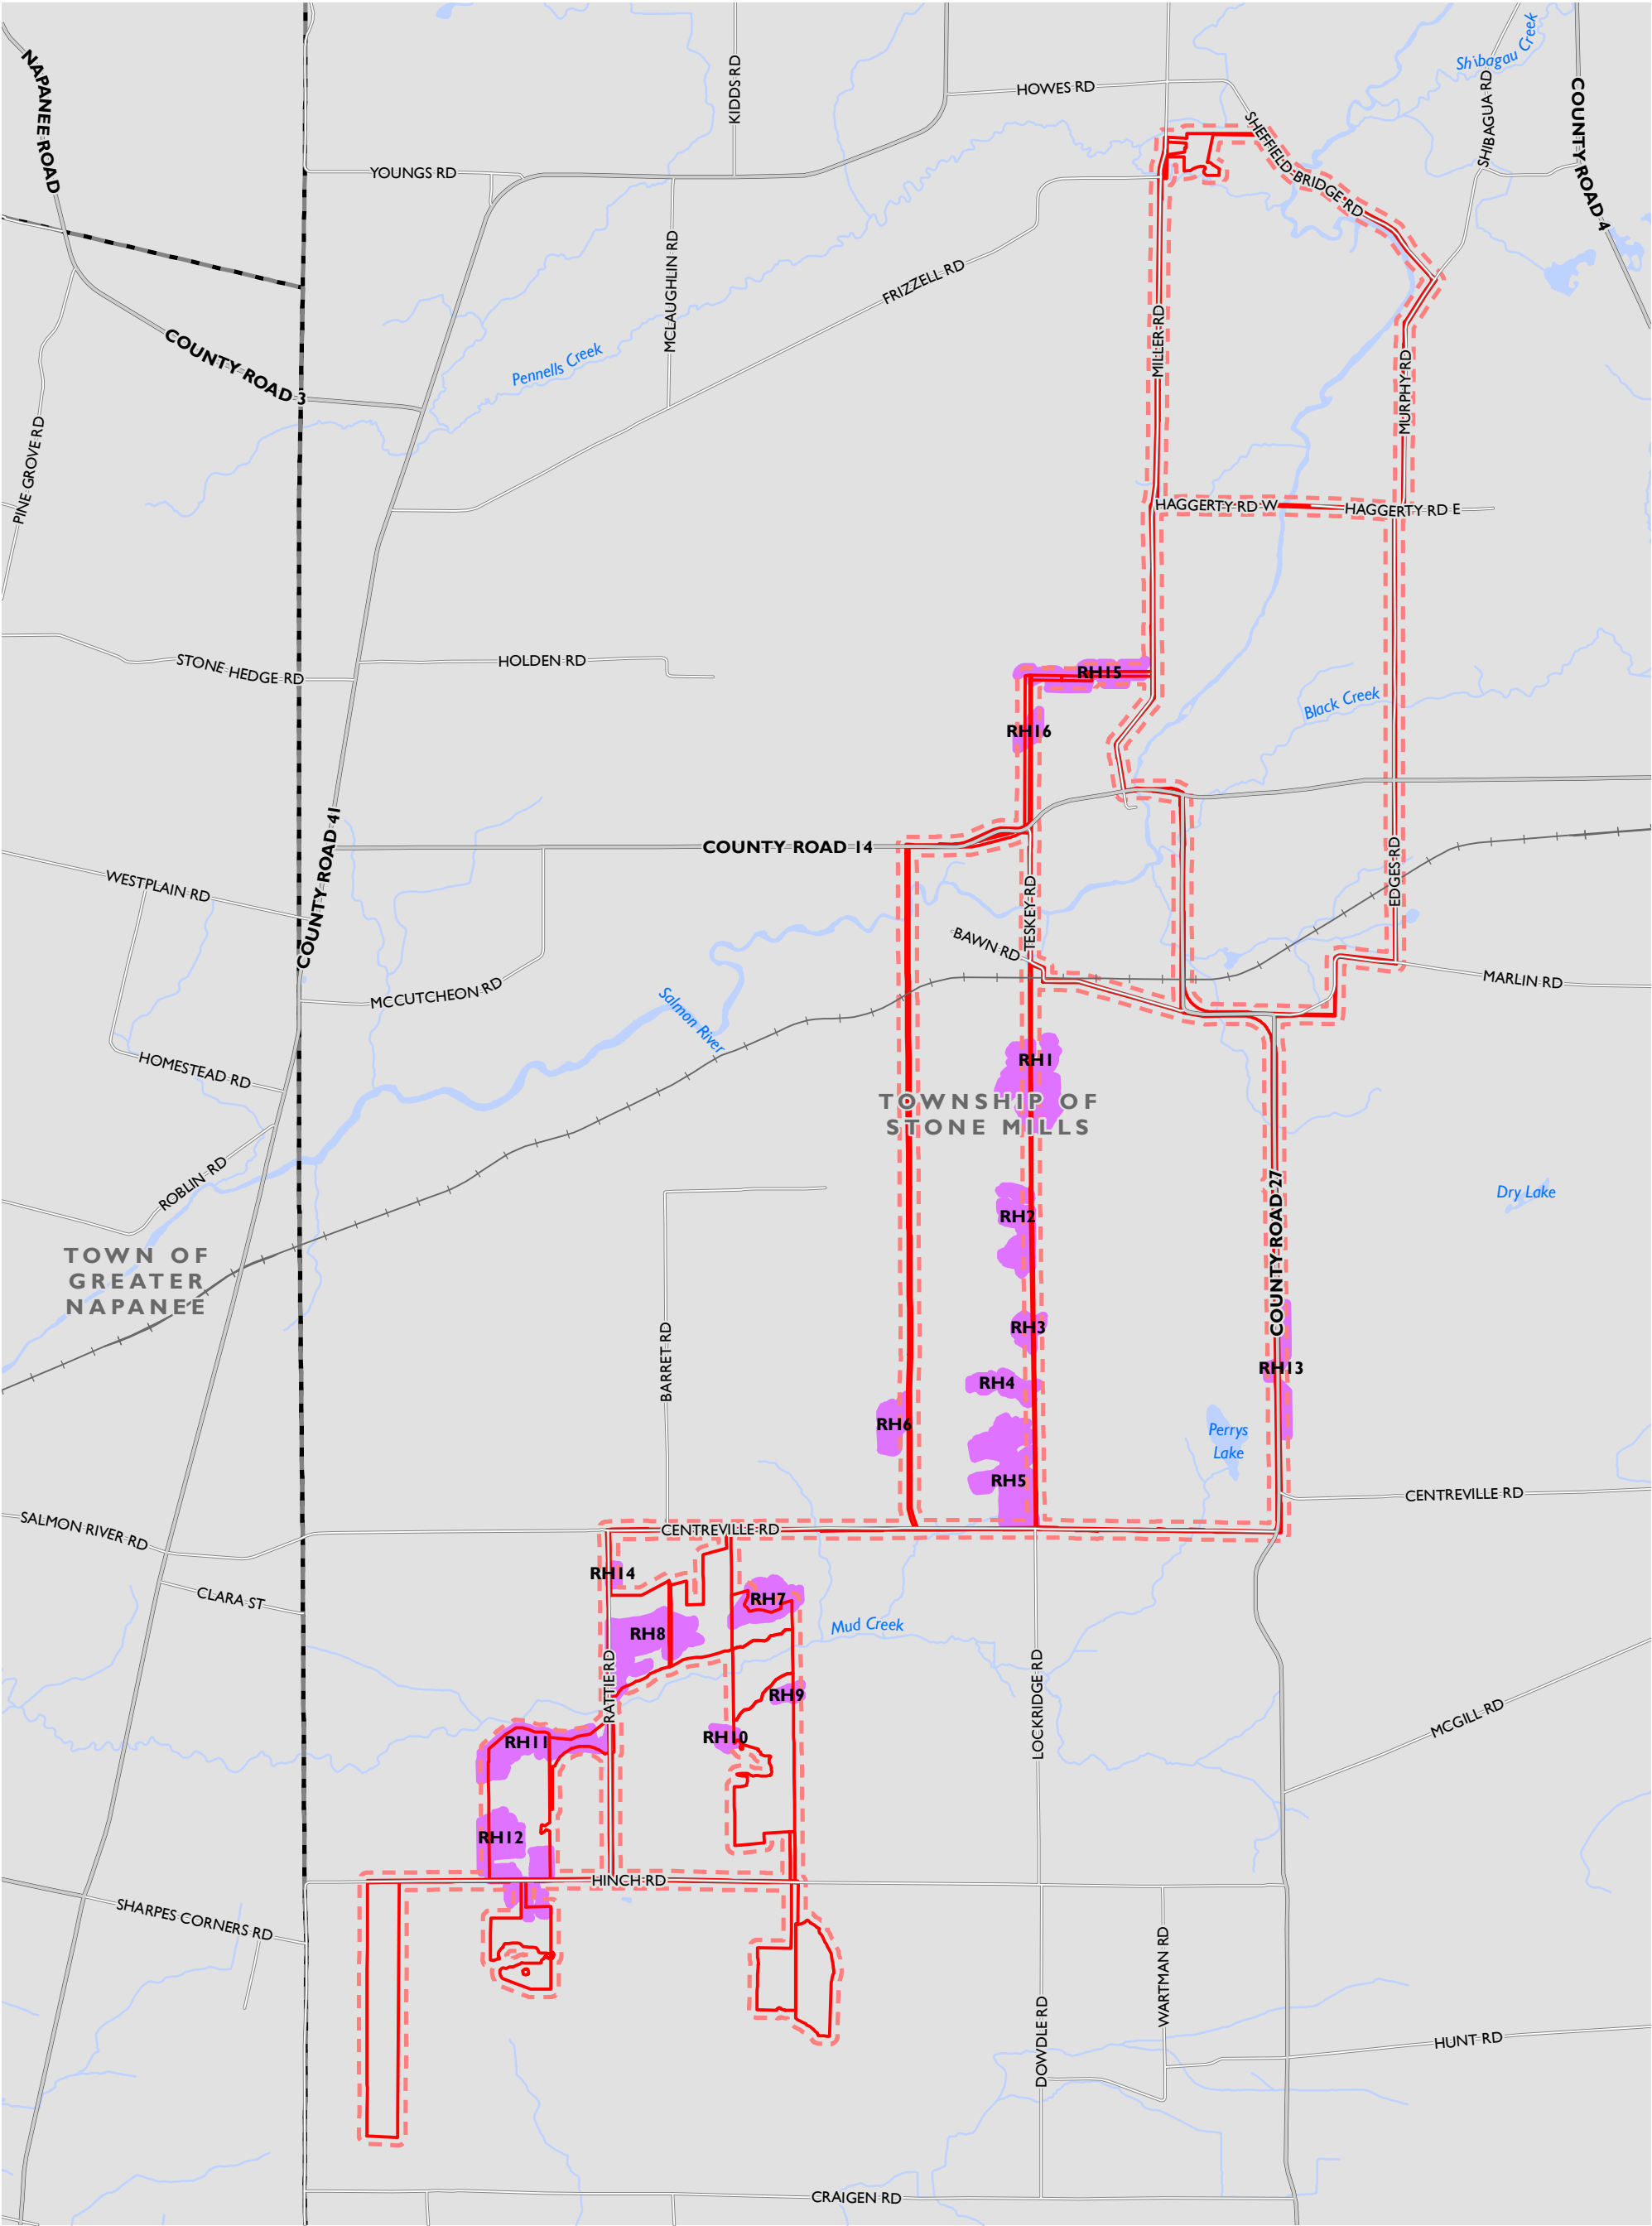 Shibagau Creek
NAPANEE ROAD
KIDDS RD
HOWES RD
SHIBAGUA RD
COUNTY ROAD 4
SHEFFIELD BRIDGE RD
YOUNGS RD
MCLAUGHLIN RD
FRIZZELL RD
MILLER RD
COUNTY ROAD 3
Pennells Creek
MURPHY RD
PINE GROVE RD
HAGGERTY RD W
HAGGERTY RD E
STONE HEDGE RD
HOLDEN RD
RH15
Black Creek
RH16
COUNTY ROAD 41
COUNTY ROAD 14
EDGES RD
WESTPLAIN RD
TESKEY RD
BAWN RD
MARLIN RD
MCCUTCHEON RD
Salmon River
HOMESTEAD RD
RH1
TOWNSHIP OF
STONE MILLS
ROBLIN RD
Dry Lake
RH2
COUNTY ROAD 27
TOWN OF
GREATER
NAPANEE
RH3
BARRET RD
RH13
RH4
RH6
Perrys
Lake
RH5
CENTREVILLE RD
SALMON RIVER RD
CENTREVILLE RD
RH14
CLARA ST
RH7
Mud Creek
RH8
RATTIE RD
LOCKRIDGE RD
RH9
MCGILL RD
RH10
RH11
RH12
HINCH RD
SHARPES CORNERS RD
WARTMAN RD
DOWDLE RD
HUNT RD
CRAIGEN RD